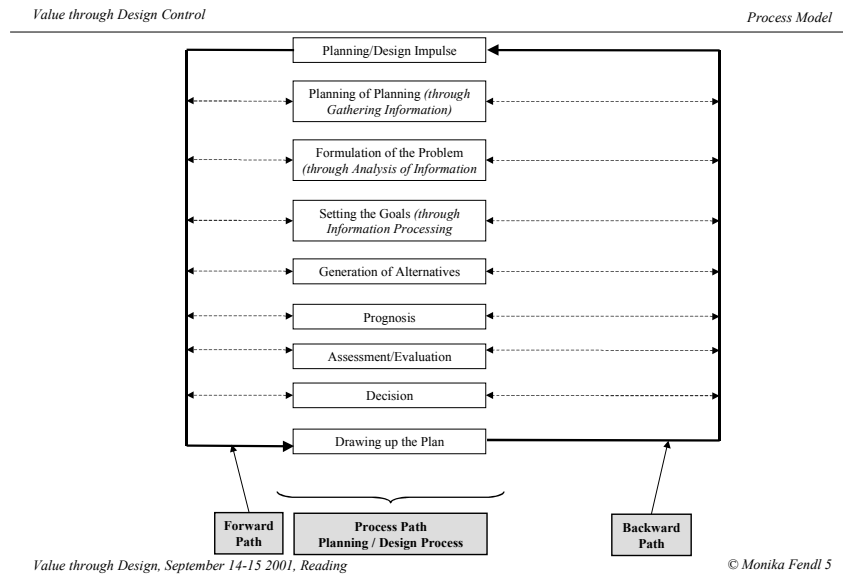 Value through Design Control
Process Model
Planning/Design Impulse
Planning of Planning (through
Gathering Information)
Formulation of the Problem
(through Analysis of Information
Setting the Goals (through
Information Processing
Generation of Alternatives
Prognosis
Assessment/Evaluation
Decision
Drawing up the Plan
Forward
Path
Process Path
Planning / Design Process
Backward
Path
Value through Design, September 14-15 2001, Reading
© Monika Fendl 5